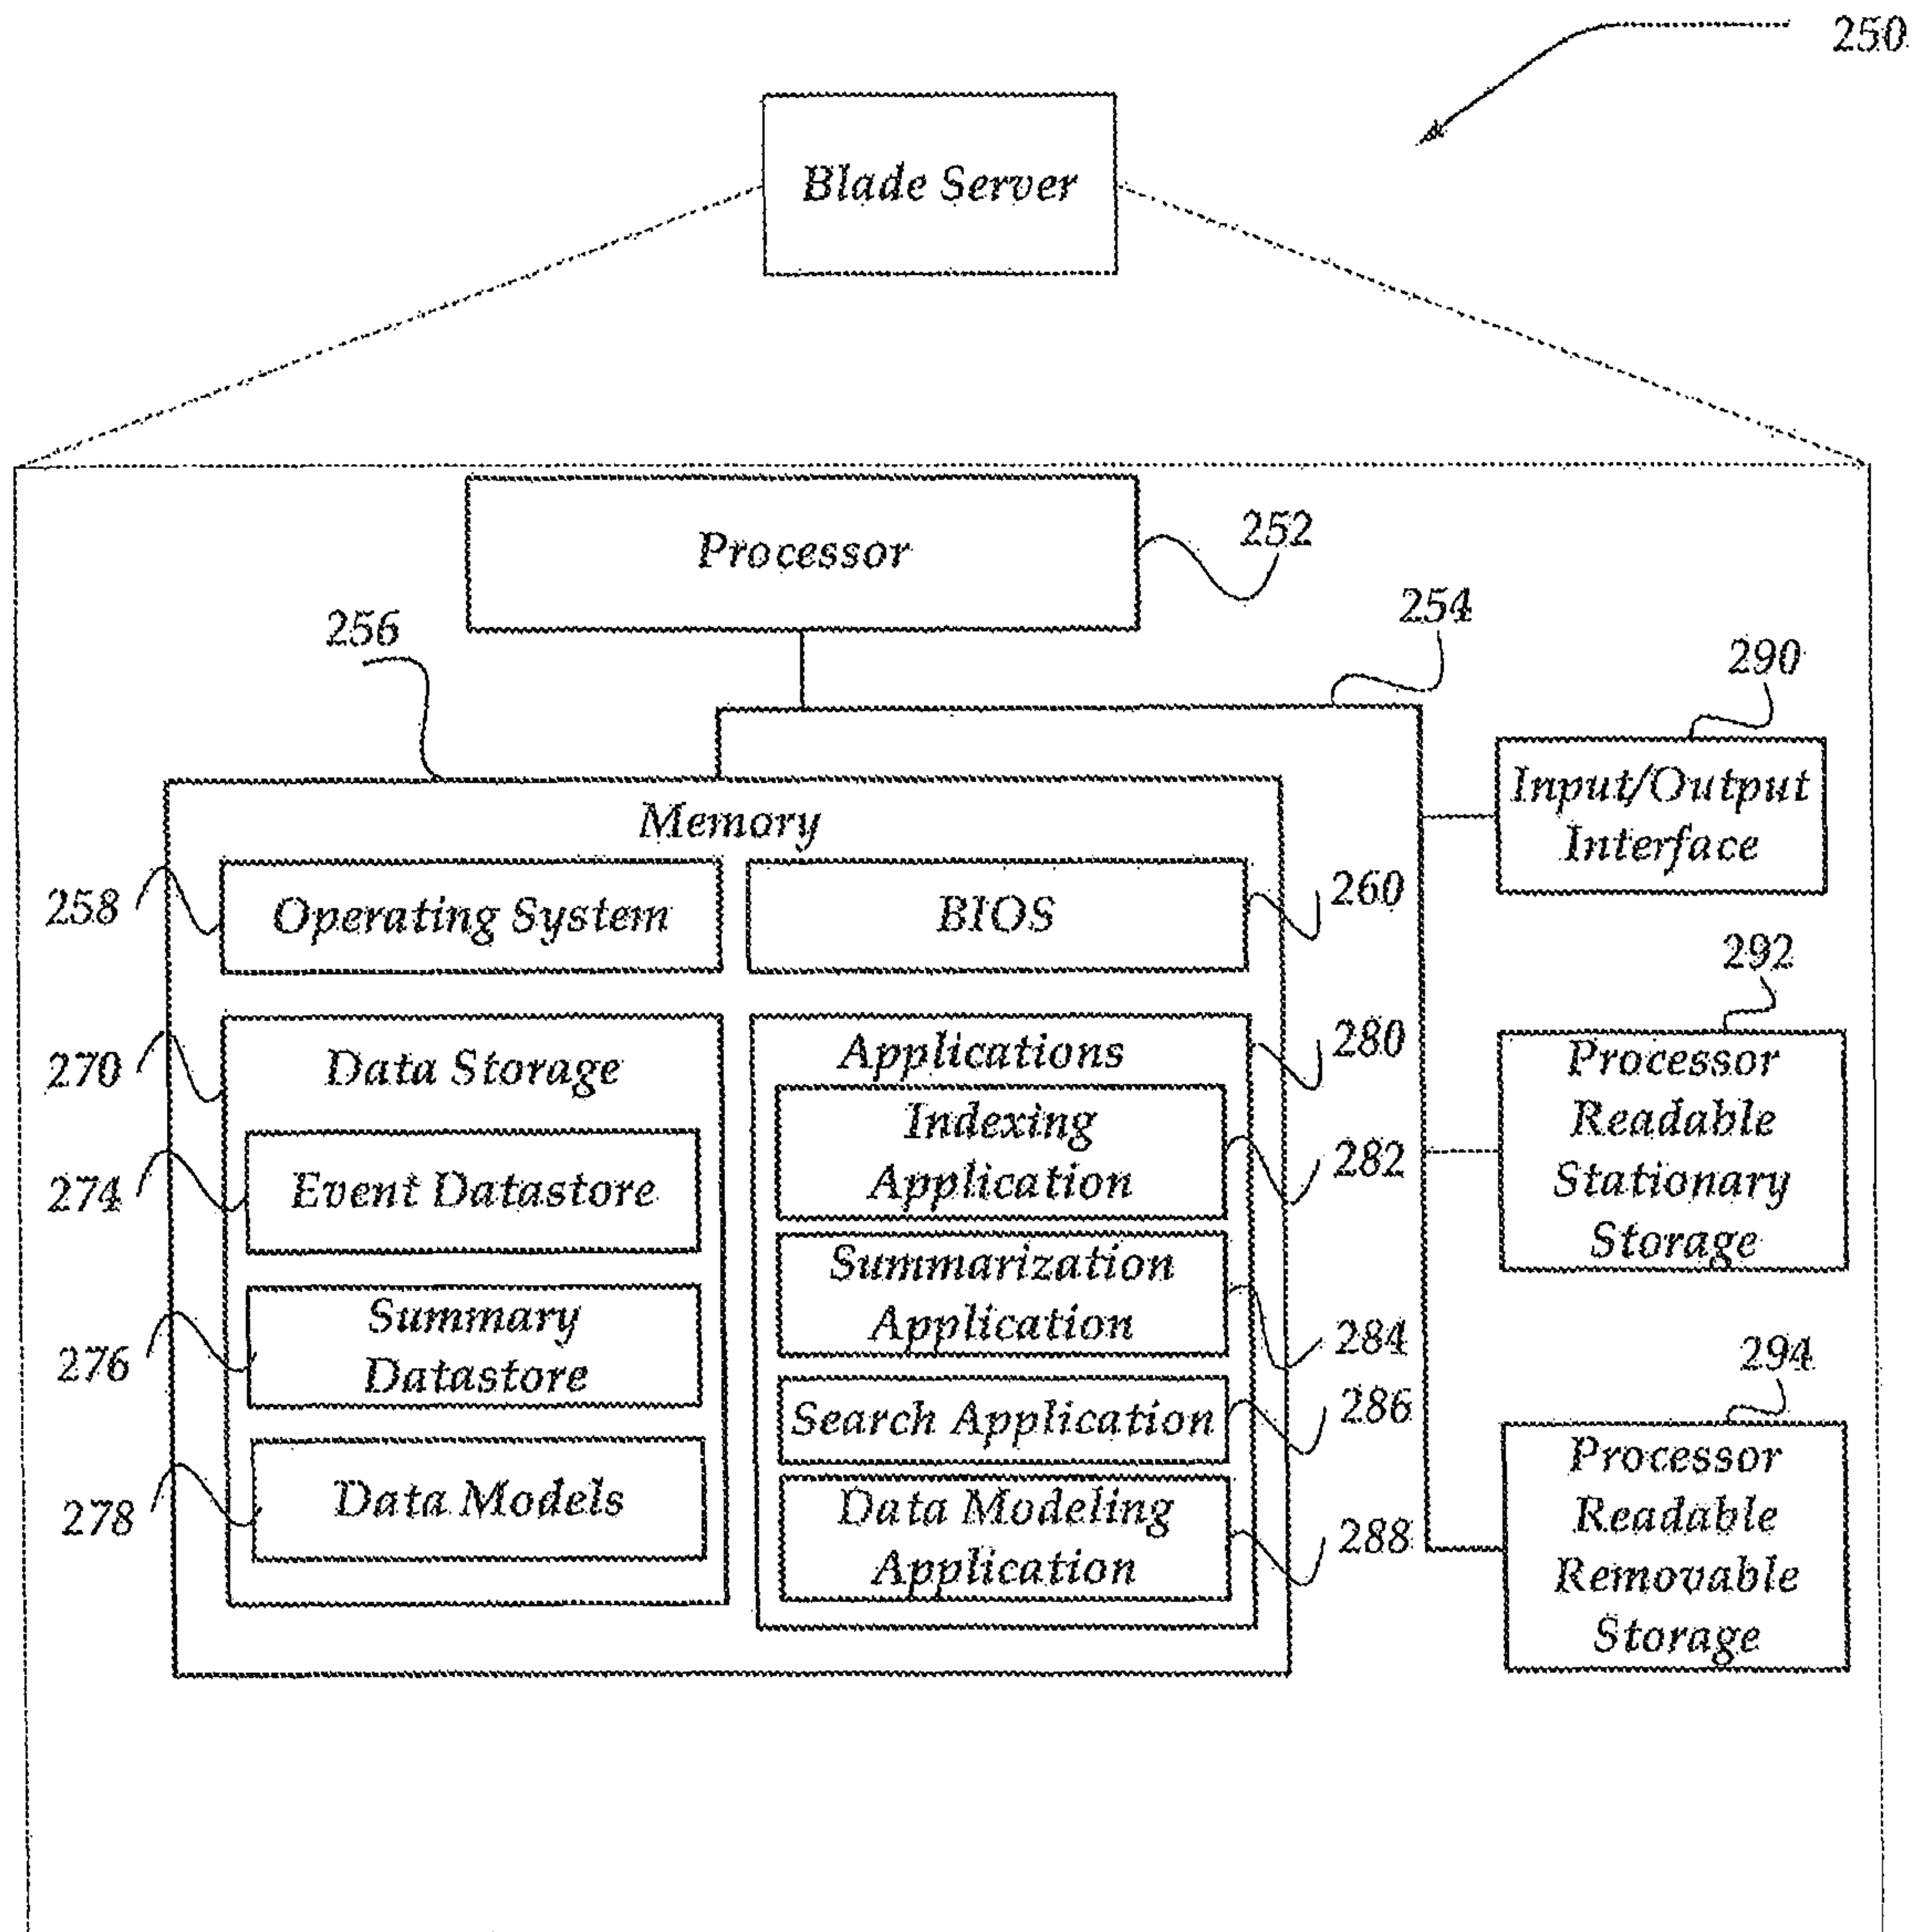 250
Blade Server
Processor
252
256
254
290
Input/Output
Interface
Memory
258
Operating System
BIOS
260
292
Processor
Readable
Stationary
Storage
270
Data Storage
274
Event Datastore
276
Summary
Datastore
278
Data Models
Applications
280
Indexing
Application
282
Summarization
Application
284
Search Application
286
Data Modeling
Application
288
294
Processor
Readable
Removable
Storage